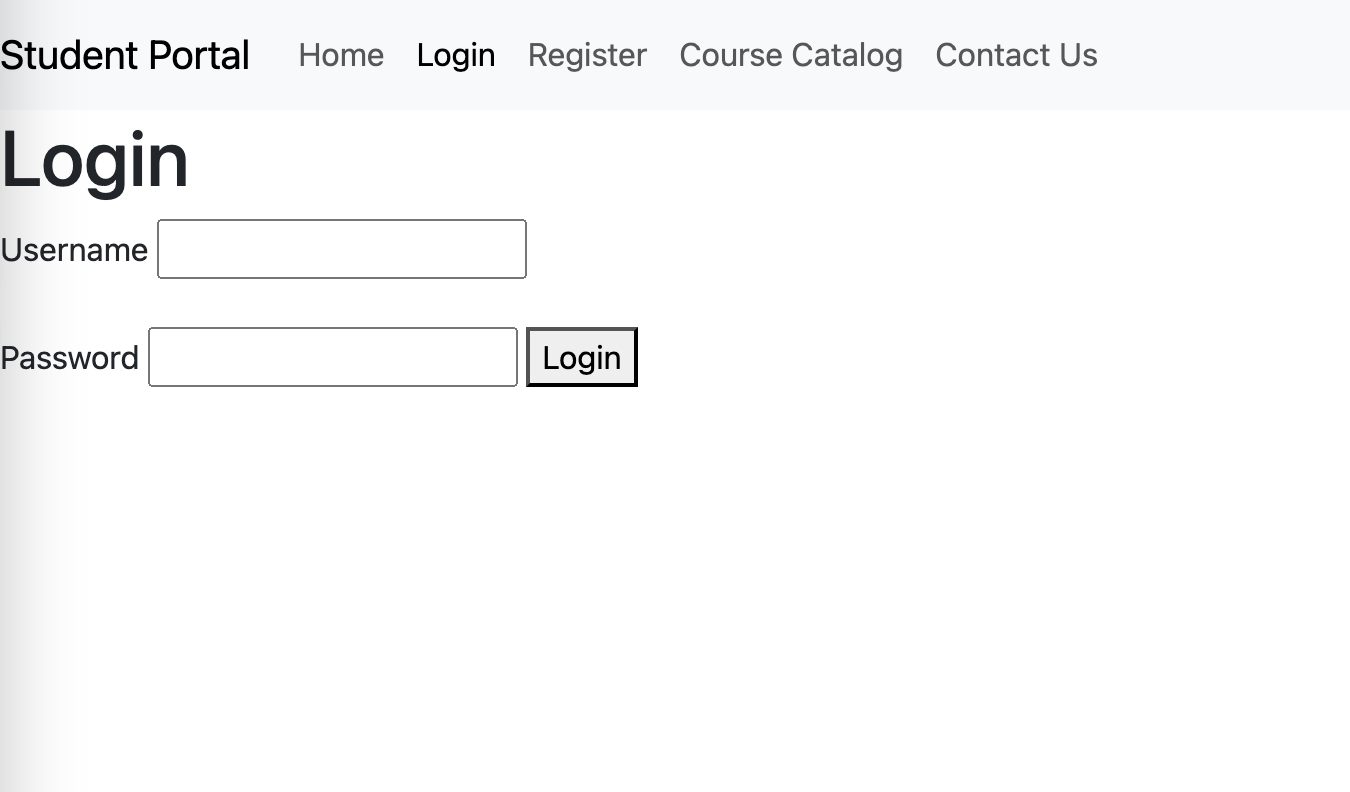 Student Portal Home Login Register Course Catalog Contact Us
Login
Username
Password Login